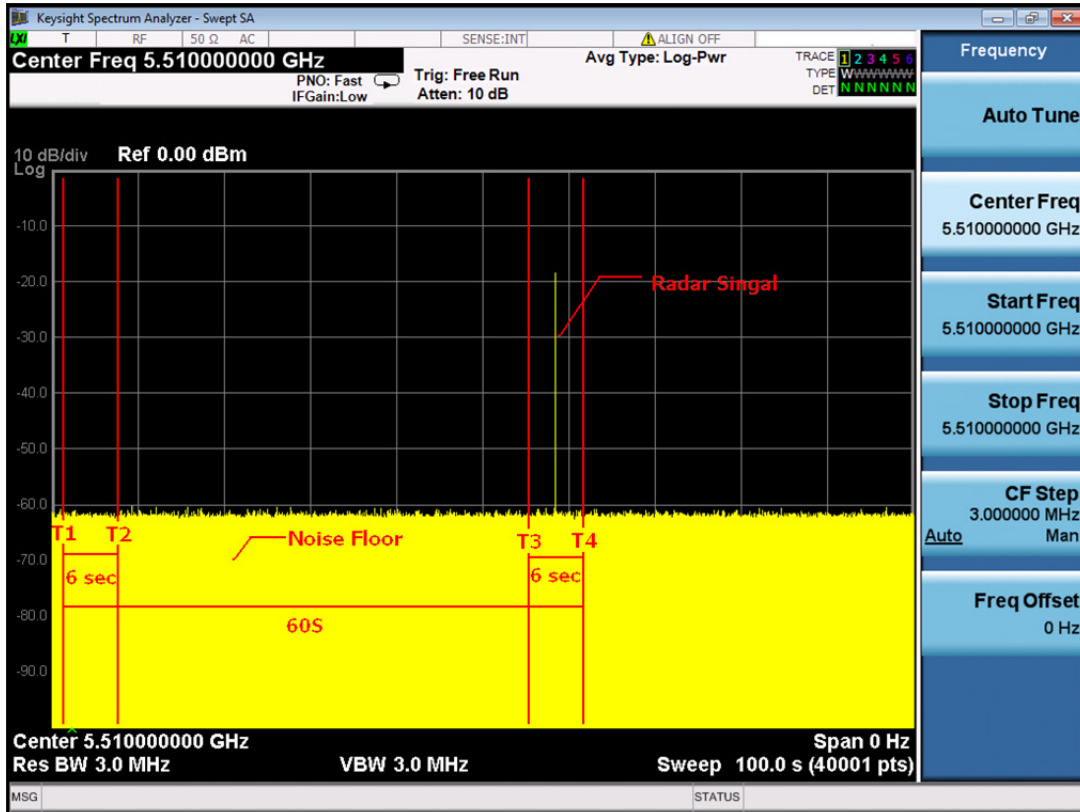 Keysight Spectrum Analyzer - Swept SA
LXI T RF 50 Ω AC SENSE:INT ALIGN OFF
Center Freq 5.510000000 GHz
PNO: Fast
IFGain:Low
Trig: Free Run
Atten: 10 dB
Avg Type: Log-Pwr
TRACE 1 2 3 4 5 6
TYPE WWWWWWW
DET N N N N N N
10 dB/div Ref 0.00 dBm
Log
-10.0
-20.0
Radar Singal
-30.0
-40.0
-50.0
-60.0
T1 T2 Noise Floor T3 T4
-70.0
6 sec 6 sec
-80.0
60S
-90.0
Center 5.510000000 GHz Span 0 Hz
Res BW 3.0 MHz VBW 3.0 MHz Sweep 100.0 s (40001 pts)
MSG STATUS
Frequency
Auto Tune
Center Freq
5.510000000 GHz
Start Freq
5.510000000 GHz
Stop Freq
5.510000000 GHz
CF Step
3.000000 MHz
Auto Man
Freq Offset
0 Hz